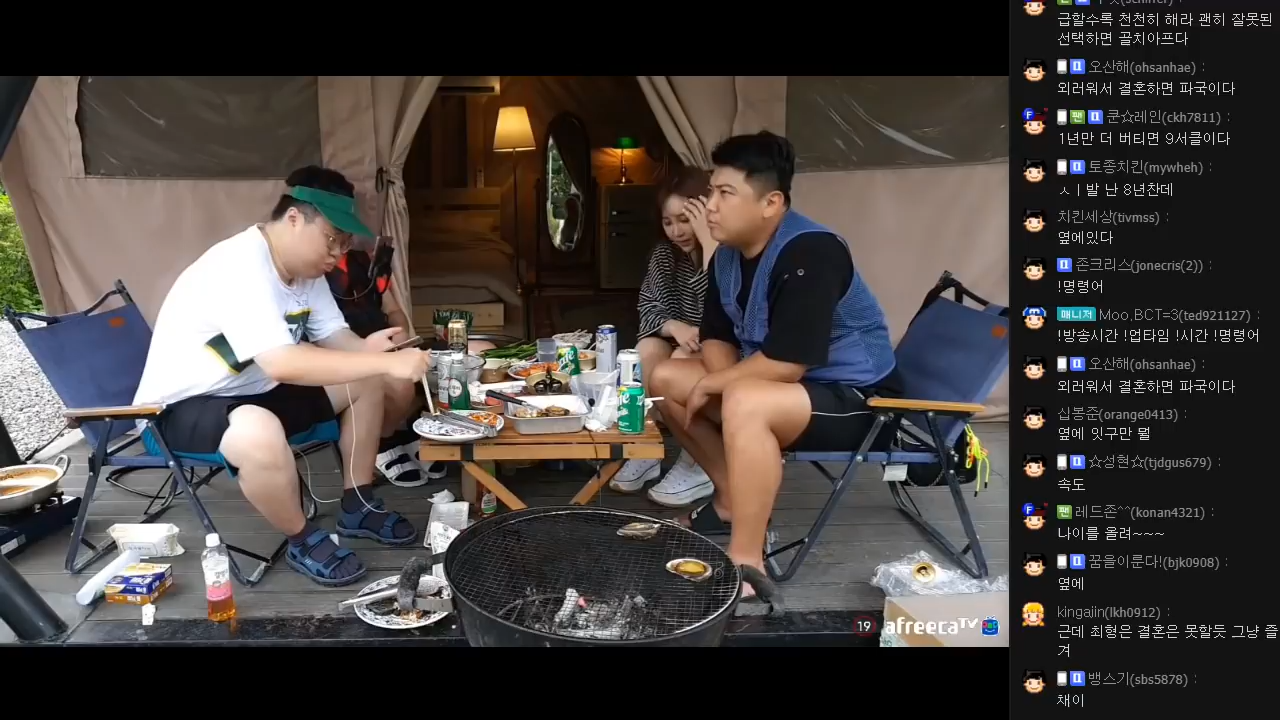 급할수록 천천히 해라 괜히 잘못된
선택하면 골치아프다
오산해(ohsanhae) :
외러워서 결혼하면 파국이다
팬 쿤☆레인(ckh7811) :
1년만 더 버티면 9서클이다
토종치킨(mywheh) :
ㅅㅣ발 난 8년찬데
치킨세상(tivmss) :
옆에있다
존크리스(jonecris(2)) :
!명령어
매니저 Moo,BCT=3(ted921127) :
!방송시간 !업타임 !시간 !명령어
오산해(ohsanhae) :
외러워서 결혼하면 파국이다
십봉준(orange0413) :
옆에 잇구만 뭘
☆성현☆(tjdgus679) :
속도
팬 레드존^^(konan4321) :
나이를 올려~~~
꿈을이룬다!(bjk0908) :
옆에
kingajin(lkh0912) :
근데 최형은 결혼은 못할듯 그냥 즐
겨
뱅스기(sbs5878) :
채이
19 afreecaTV